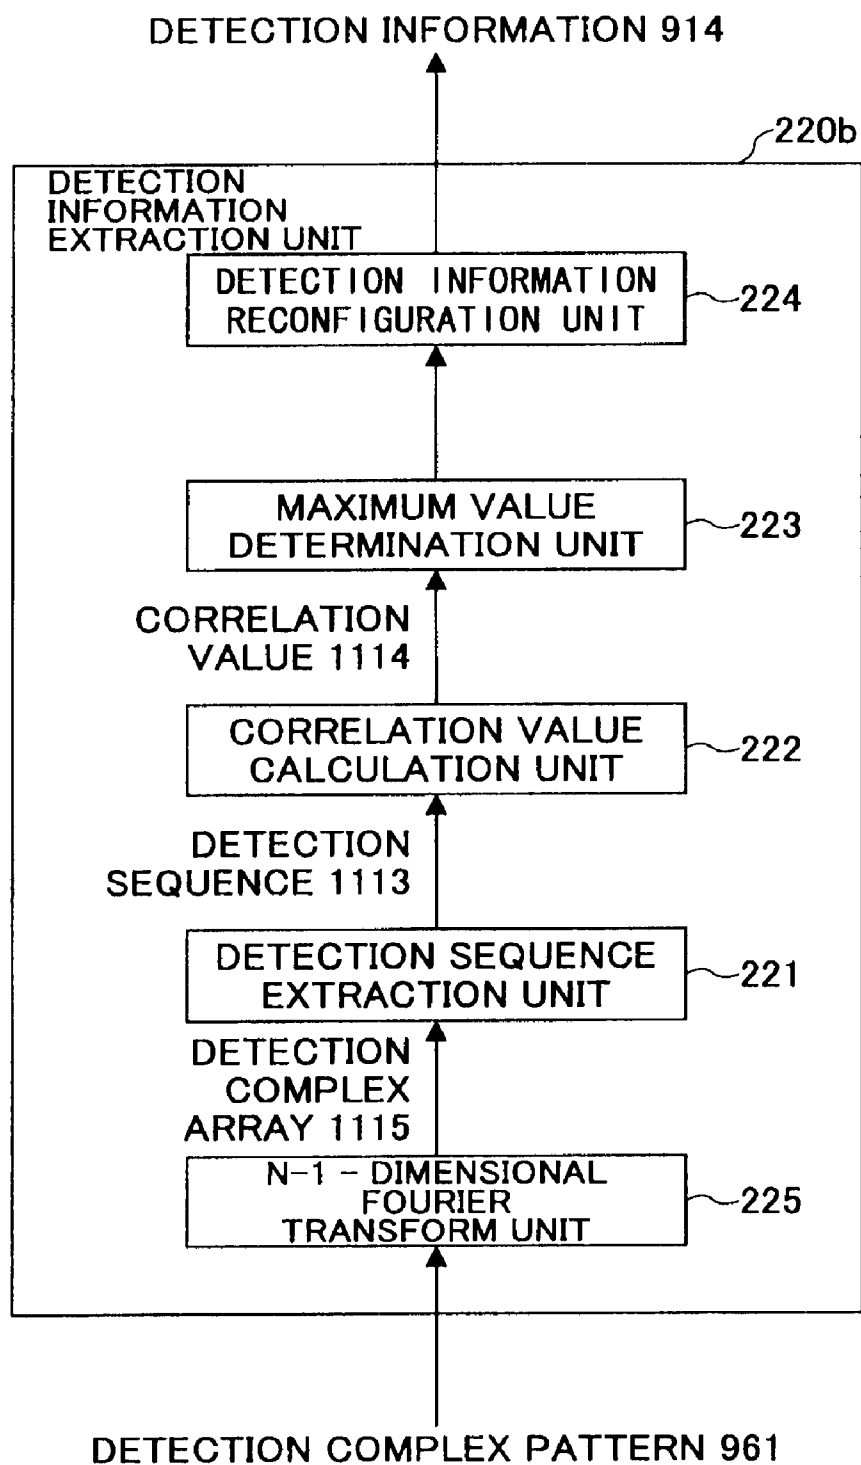 DETECTION INFORMATION 914
220b
DETECTION
INFORMATION
EXTRACTION UNIT
DETECTION INFORMATION
RECONFIGURATION UNIT
224
MAXIMUM VALUE
DETERMINATION UNIT
223
CORRELATION
VALUE 1114
CORRELATION VALUE
CALCULATION UNIT
222
DETECTION
SEQUENCE 1113
DETECTION SEQUENCE
EXTRACTION UNIT
221
DETECTION
COMPLEX
ARRAY 1115
N-1 - DIMENSIONAL
FOURIER
TRANSFORM UNIT
225
DETECTION COMPLEX PATTERN 961